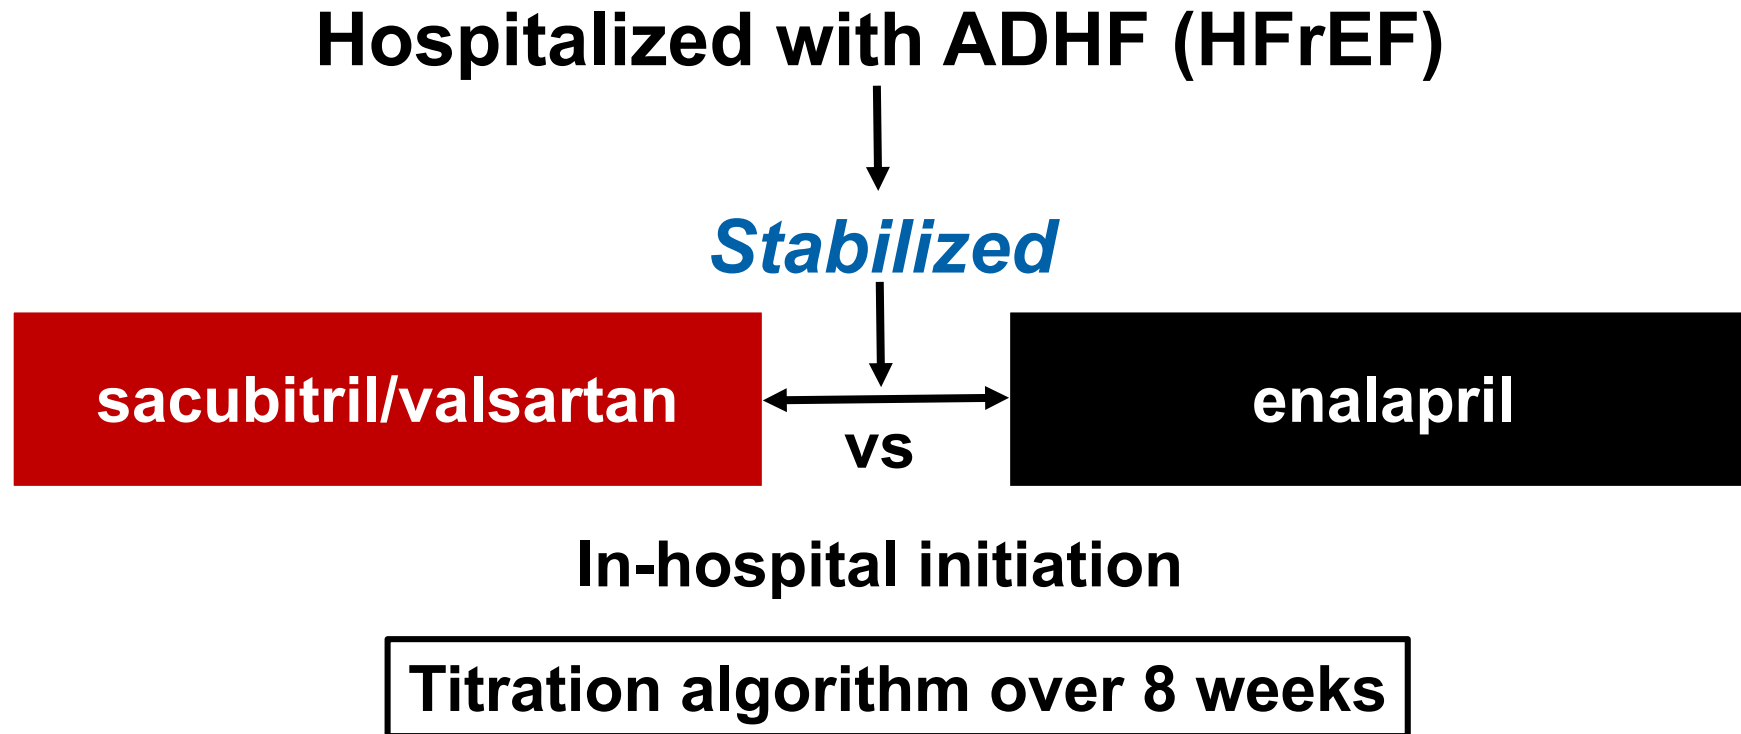 Hospitalized with ADHF (HFrEF)
Stabilized
sacubitril/valsartan
vs
enalapril
In-hospital initiation
Titration algorithm over 8 weeks